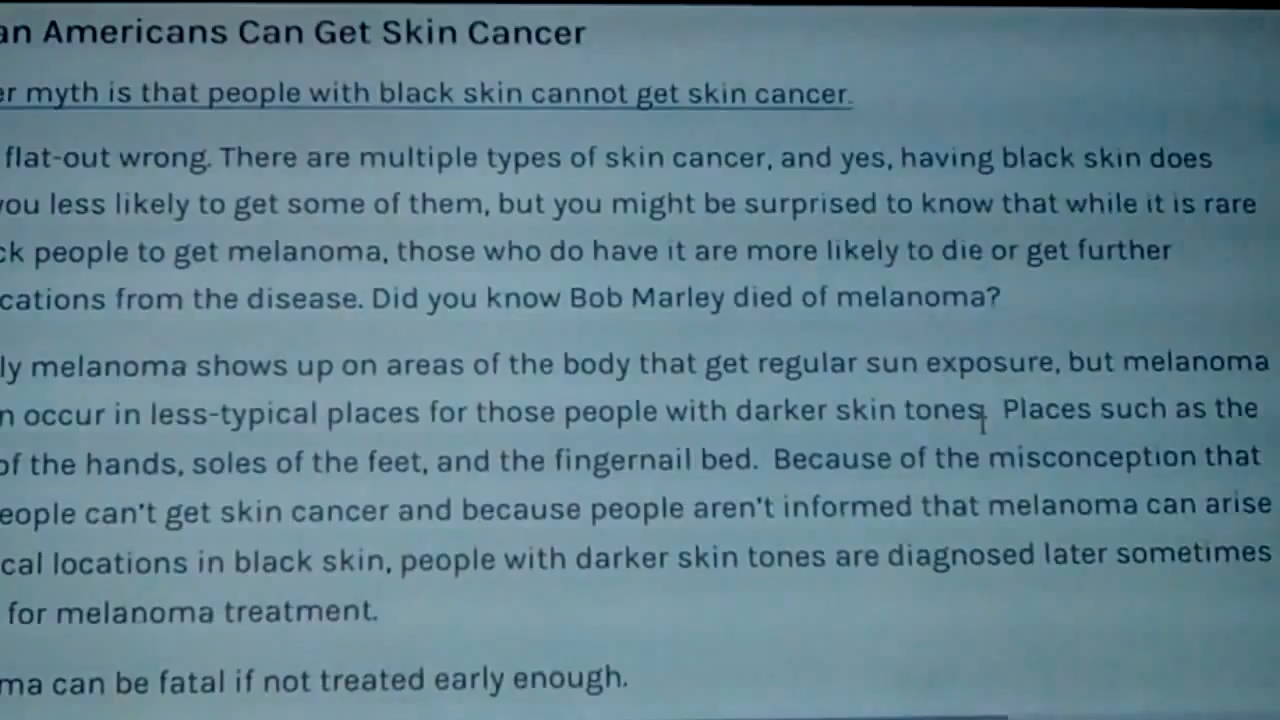 an Americans Can Get Skin Cancer
er myth is that people with black skin cannot get skin cancer.
flat-out wrong. There are multiple types of skin cancer, and yes, having black skin does
you less likely to get some of them, but you might be surprised to know that while it is rare
ck people to get melanoma, those who do have it are more likely to die or get further
cations from the disease. Did you know Bob Marley died of melanoma?
ly melanoma shows up on areas of the body that get regular sun exposure, but melanoma
n occur in less-typical places for those people with darker skin tones. Places such as the
of the hands, soles of the feet, and the fingernail bed. Because of the misconception that
eople can't get skin cancer and because people aren't informed that melanoma can arise
cal locations in black skin, people with darker skin tones are diagnosed later sometimes
for melanoma treatment.
ma can be fatal if not treated early enough.